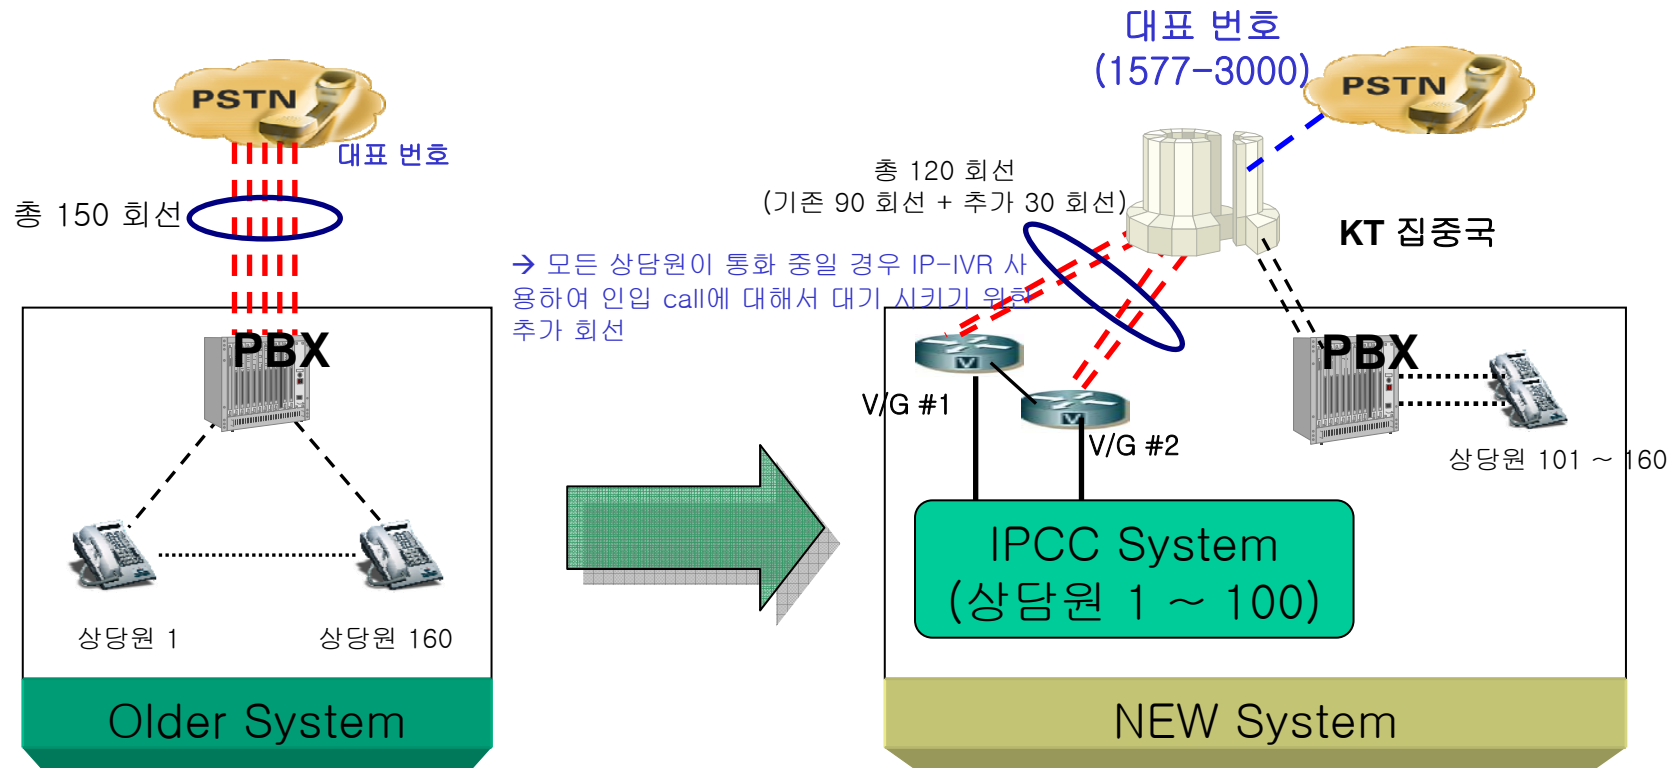 PSTN
대표 번호
총 150 회선
PBX
상당원 1
상당원 160
Older System
→ 모든 상담원이 통화 중일 경우 IP-IVR 사
용하여 인입 call에 대해서 대기 시키기 위한
추가 회선
대표 번호
(1577-3000)
PSTN
총 120 회선
(기존 90 회선 + 추가 30 회선)
KT 집중국
V/G #1
V
V/G #2
V
PBX
상당원 101 ~ 160
IPCC System
(상담원 1 ~ 100)
NEW System